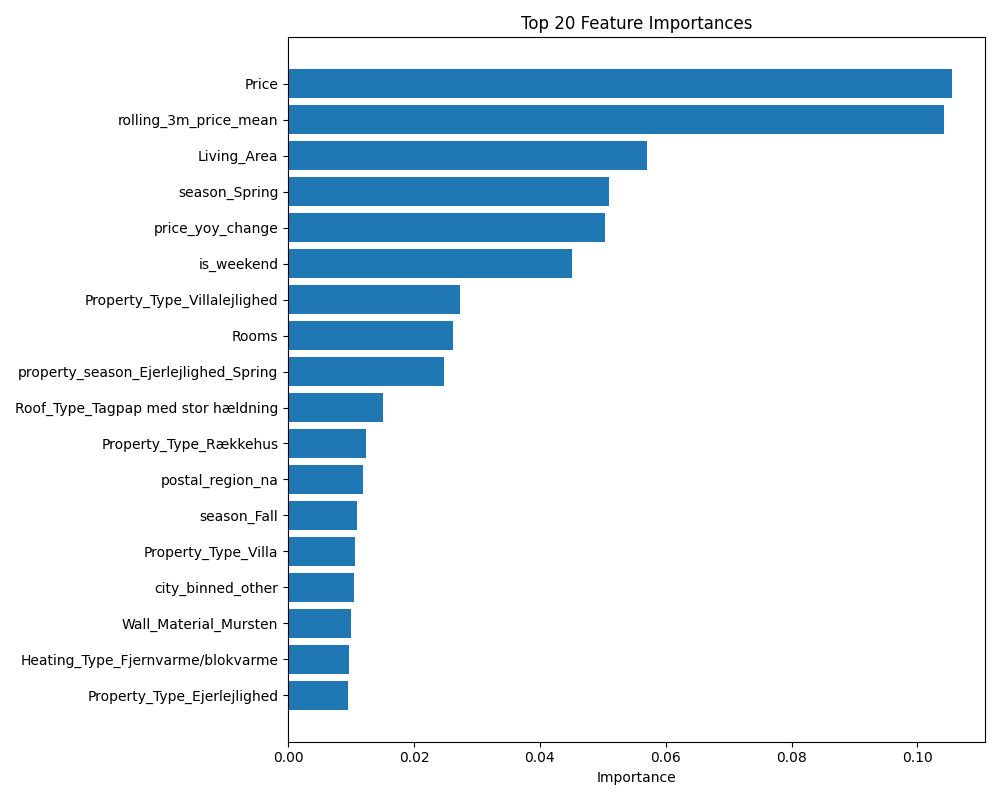 Top 20 Feature Importances
Price
rolling_3m_price_mean
Living_Area
season_Spring
price_yoy_change
is_weekend
Property_Type_Villalejlighed
Rooms
property_season_Ejerlejlighed_Spring
Roof_Type_Tagpap med stor hældning
Property_Type_Rækkehus
postal_region_na
season_Fall
Property_Type_Villa
city_binned_other
Wall_Material_Mursten
Heating_Type_Fjernvarme/blokvarme
Property_Type_Ejerlejlighed
0.00 0.02 0.04 0.06 0.08 0.10
Importance